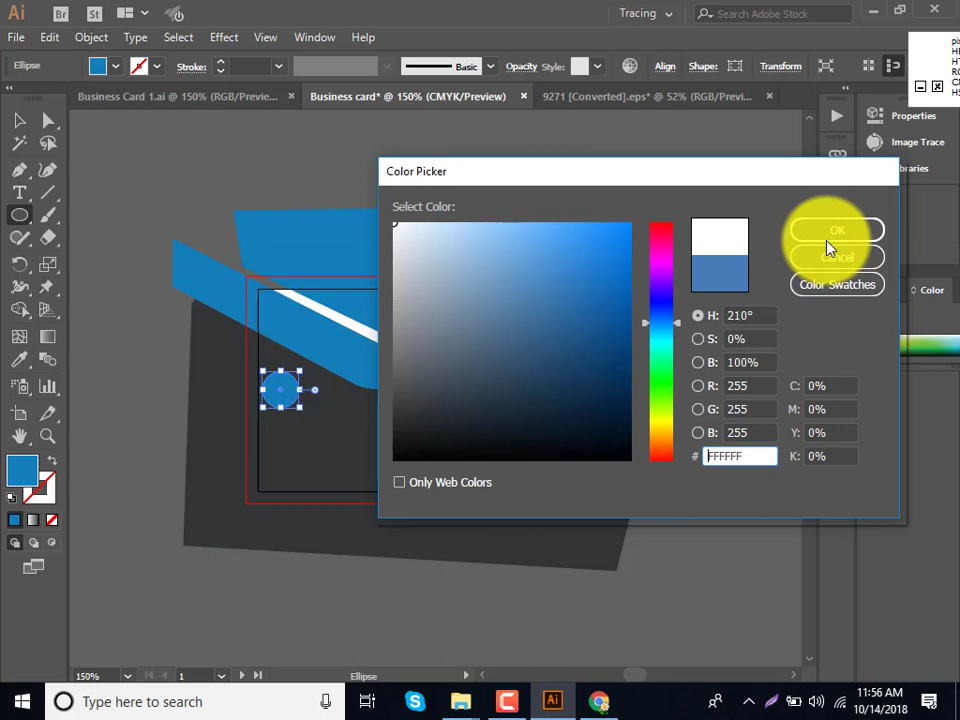 Ai
Br
St
Tracing
Search Adobe Stock
File Edit Object Type Select Effect View Window Help
Ellipse
Stroke:
Basic
Opacity
Style:
Align
Shape:
Transform
Business Card 1.ai @ 150% (RGB/Previe...
Business card* @ 150% (CMYK/Preview)
9271 [Converted].eps* @ 52% (RGB/Previ...
Properties
Image Trace
braries
Color
Color Picker
Select Color:
OK
Cancel
Color Swatches
H: 210°
S: 0%
B: 100%
R: 255 C: 0%
G: 255 M: 0%
B: 255 Y: 0%
# FFFFFF K: 0%
Only Web Colors
150%
1
Ellipse
Type here to search
Ai
11:56 AM
10/14/2018